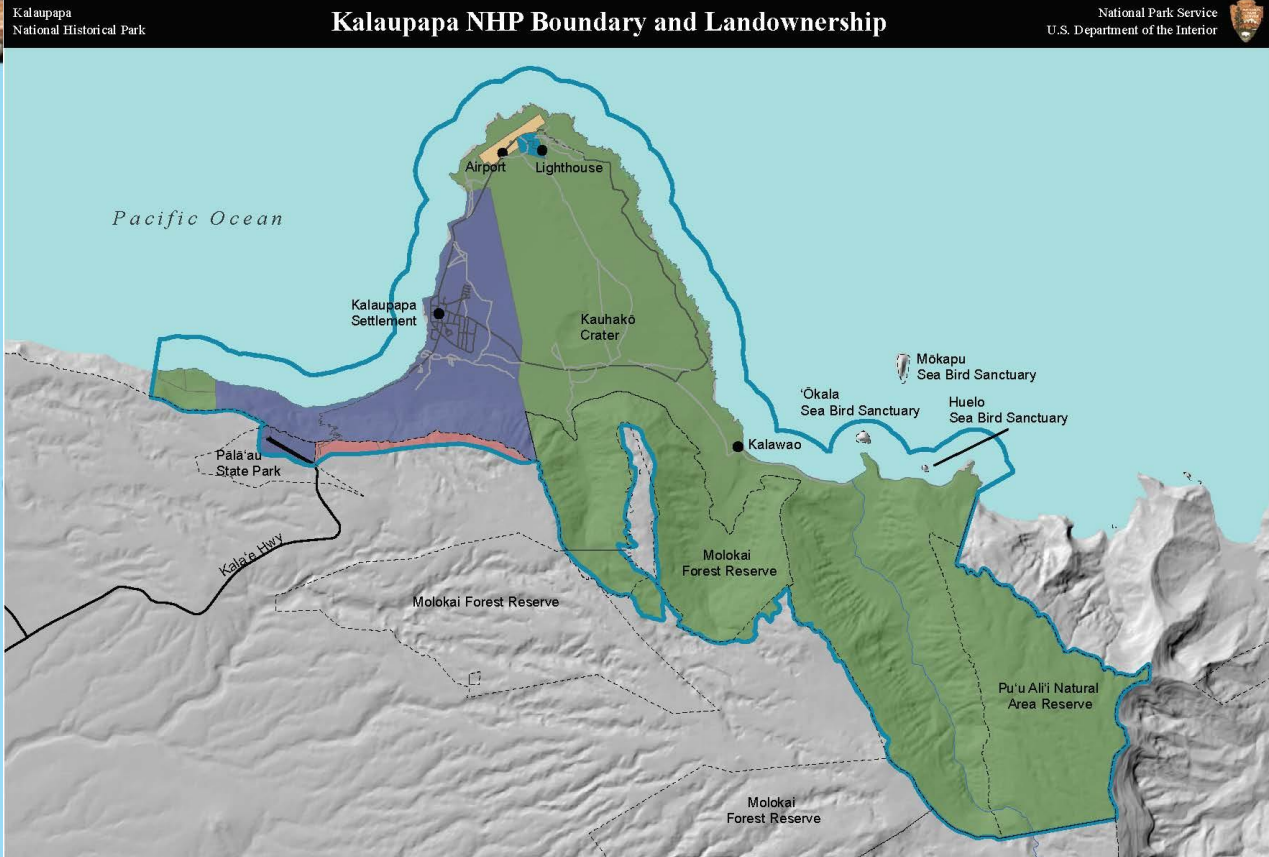 Kalaupapa
National Historical Park
Kalaupapa NHP Boundary and Landownership
National Park Service
U.S. Department of the Interior
Airport
Lighthouse
Pacific Ocean
Kalaupapa
Settlement
Kauhakō
Crater
Mōkapu
Sea Bird Sanctuary
ʻŌkala
Sea Bird Sanctuary
Huelo
Sea Bird Sanctuary
Kalawao
Pālāʻau
State Park
Kalaʻe Hwy
Molokai
Forest Reserve
Molokai Forest Reserve
Puʻu Aliʻi Natural
Area Reserve
Molokai
Forest Reserve